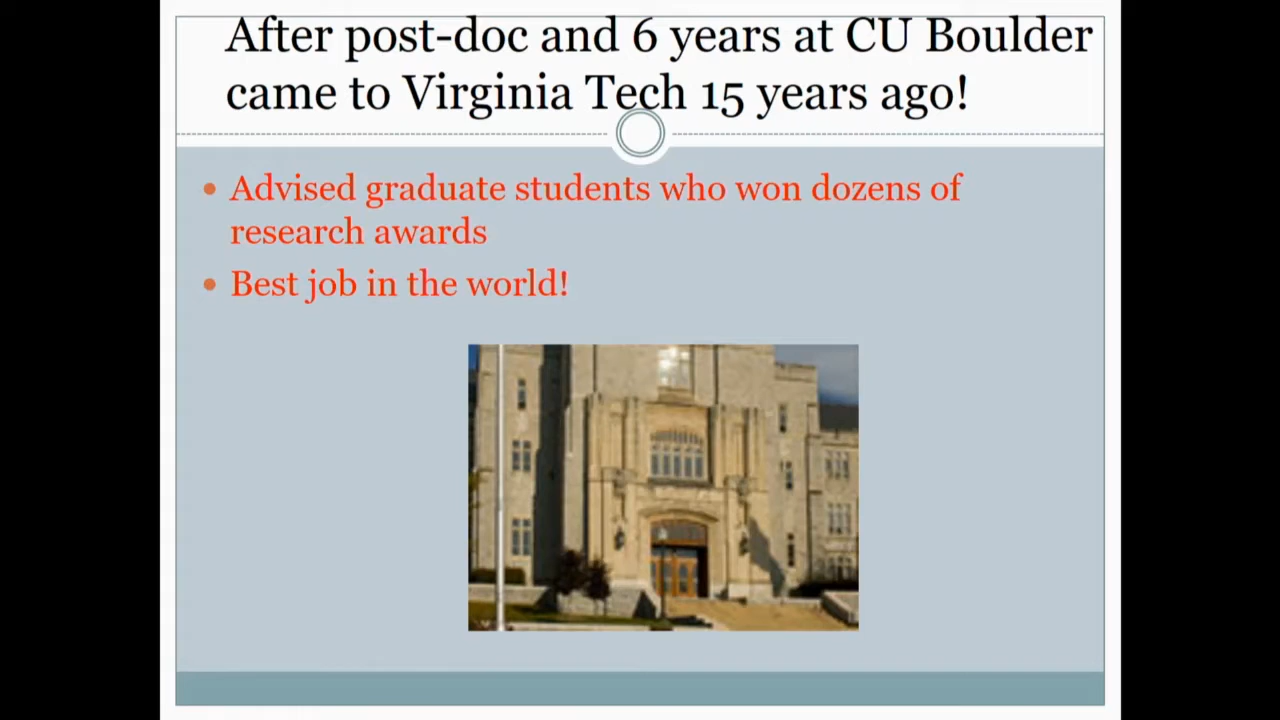 After post-doc and 6 years at CU Boulder
came to Virginia Tech 15 years ago!
• Advised graduate students who won dozens of
research awards
• Best job in the world!